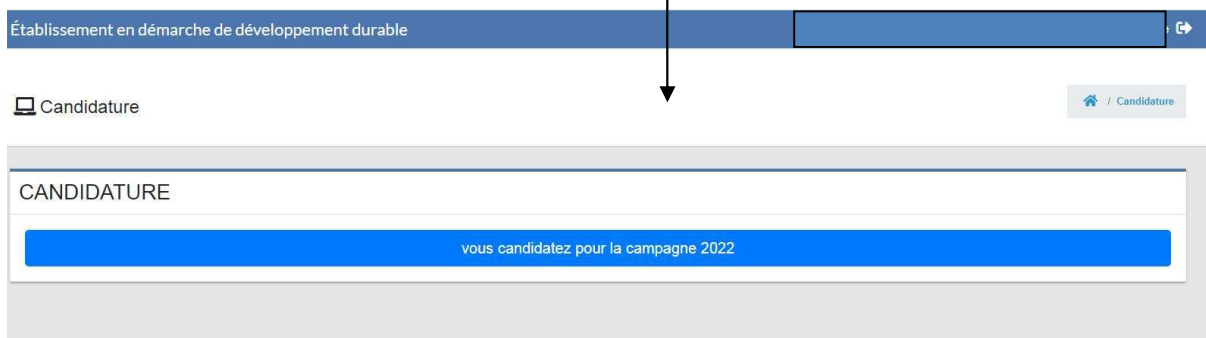 Établissement en démarche de développement durable
Candidature
/ Candidature
CANDIDATURE
vous candidatez pour la campagne 2022